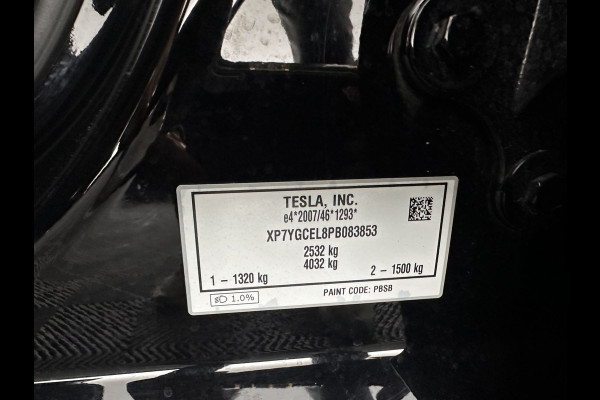 TESLA, INC.
e4*2007/46*1293*
XP7YGCEL8PB083853
2532 kg
4032 kg
1 - 1320 kg 2 - 1500 kg
1.0% PAINT CODE: PBSB